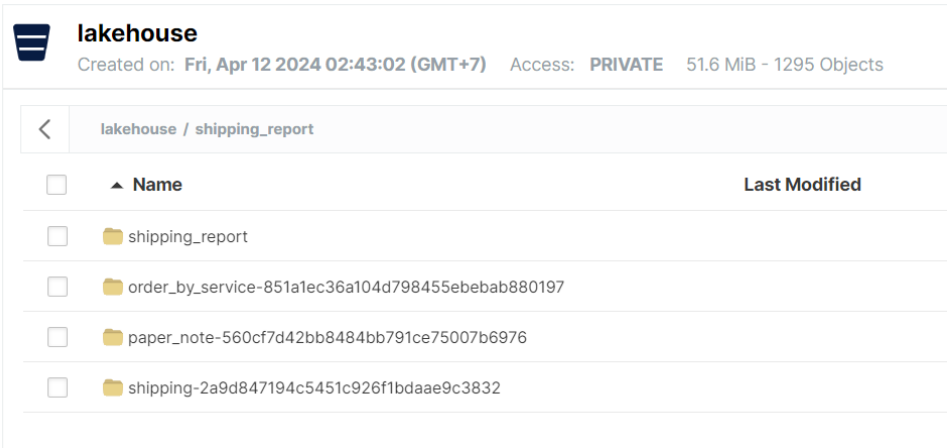 lakehouse
Created on: Fri, Apr 12 2024 02:43:02 (GMT+7) Access: PRIVATE 51.6 MiB - 1295 Objects
lakehouse / shipping_report
Name Last Modified
shipping_report
order_by_service-851a1ec36a104d798455ebebab880197
paper_note-560cf7d42bb8484bb791ce75007b6976
shipping-2a9d847194c5451c926f1bdaae9c3832